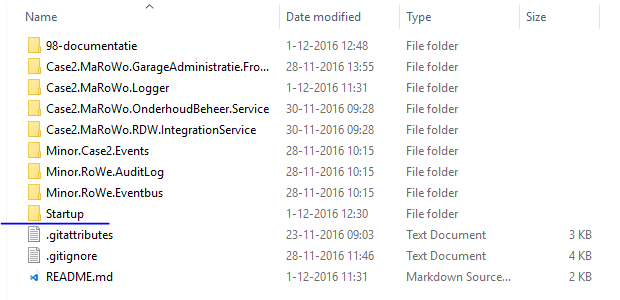 Name Date modified Type Size
98-documentatie 1-12-2016 12:48 File folder
Case2.MaRoWo.GarageAdministratie.Fro... 28-11-2016 13:55 File folder
Case2.MaRoWo.Logger 1-12-2016 11:31 File folder
Case2.MaRoWo.OnderhoudBeheer.Service 30-11-2016 09:28 File folder
Case2.MaRoWo.RDW.IntegrationService 30-11-2016 09:28 File folder
Minor.Case2.Events 28-11-2016 10:15 File folder
Minor.RoWe.AuditLog 28-11-2016 10:15 File folder
Minor.RoWe.Eventbus 28-11-2016 10:15 File folder
Startup 1-12-2016 12:30 File folder
.gitattributes 23-11-2016 09:03 Text Document 3 KB
.gitignore 28-11-2016 11:46 Text Document 4 KB
README.md 1-12-2016 11:31 Markdown Source... 2 KB